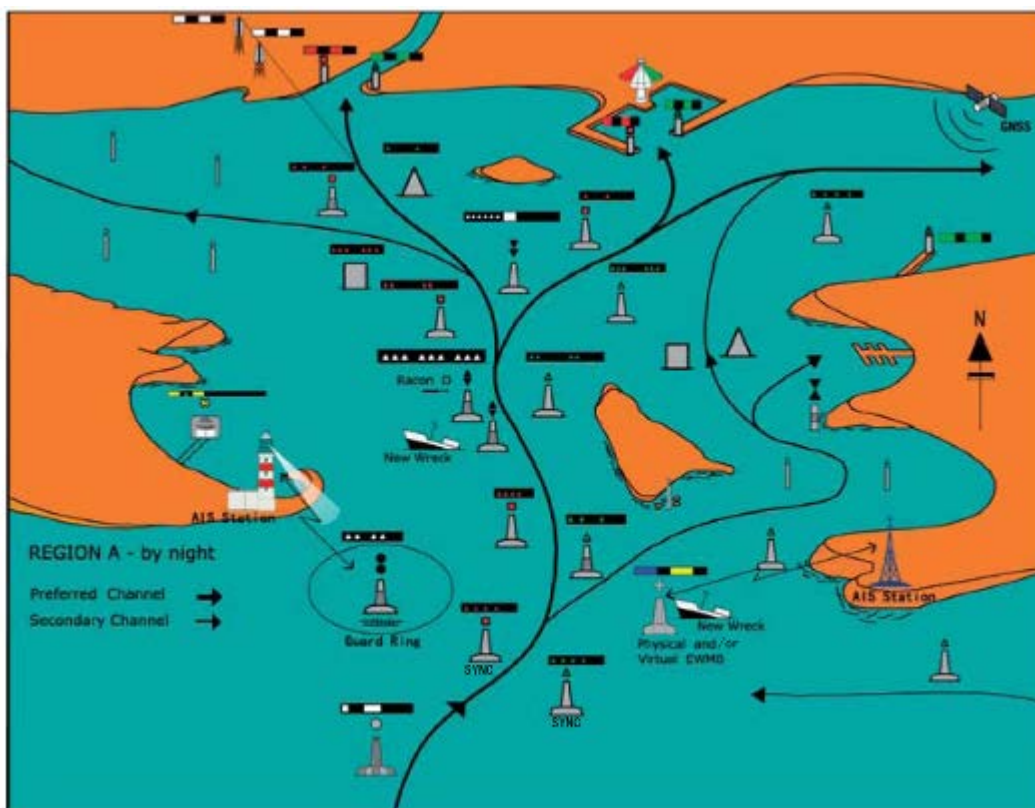 GNSS
N
Racon D
New Wreck
AIS Station
REGION A - by night
Preferred Channel
Secondary Channel
Guard Ring
SYNC
AIS Station
New Wreck
Physical and/or
Virtual EWMB
SYNC